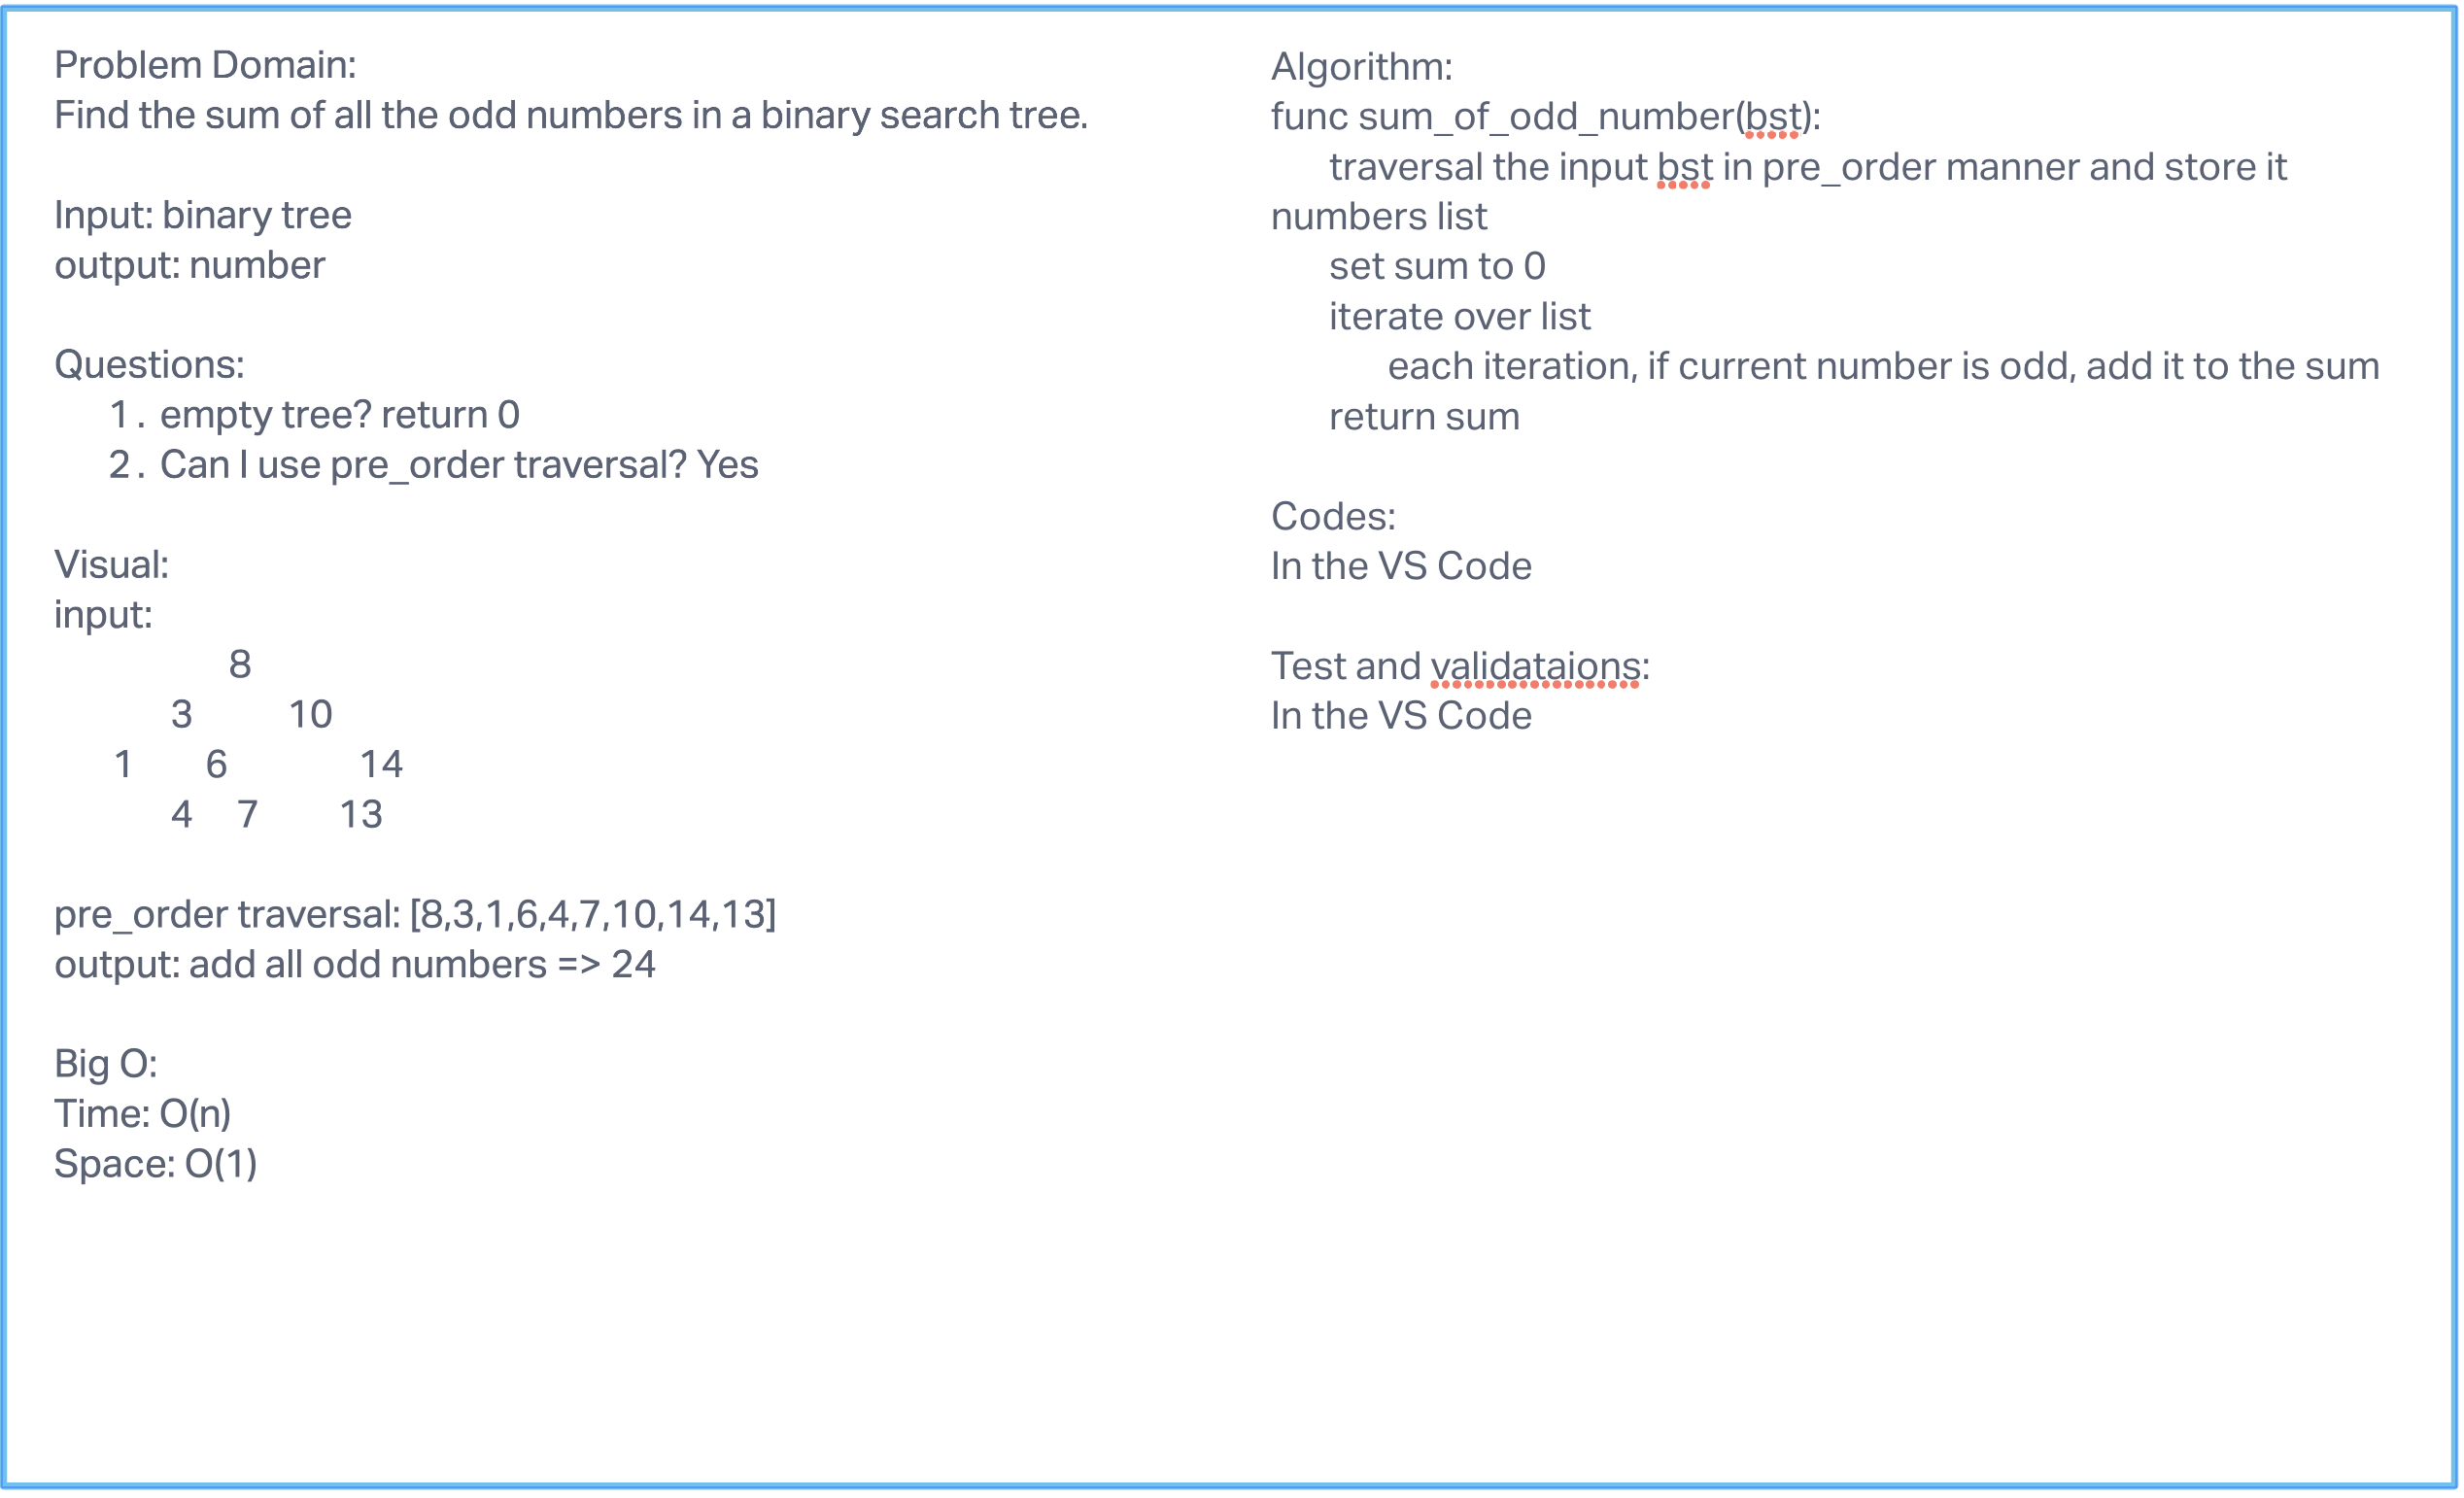 Problem Domain:
Find the sum of all the odd numbers in a binary search tree.
Input: binary tree
output: number
Questions:
1. empty tree? return 0
2. Can I use pre_order traversal? Yes
Visual:
input:
8
3 10
1 6 14
4 7 13
pre_order traversal: [8,3,1,6,4,7,10,14,13]
output: add all odd numbers => 24
Big O:
Time: O(n)
Space: O(1)
Algorithm:
func sum_of_odd_number(bst):
traversal the input bst in pre_order manner and store it
numbers list
set sum to 0
iterate over list
each iteration, if current number is odd, add it to the sum
return sum
Codes:
In the VS Code
Test and validataions:
In the VS Code